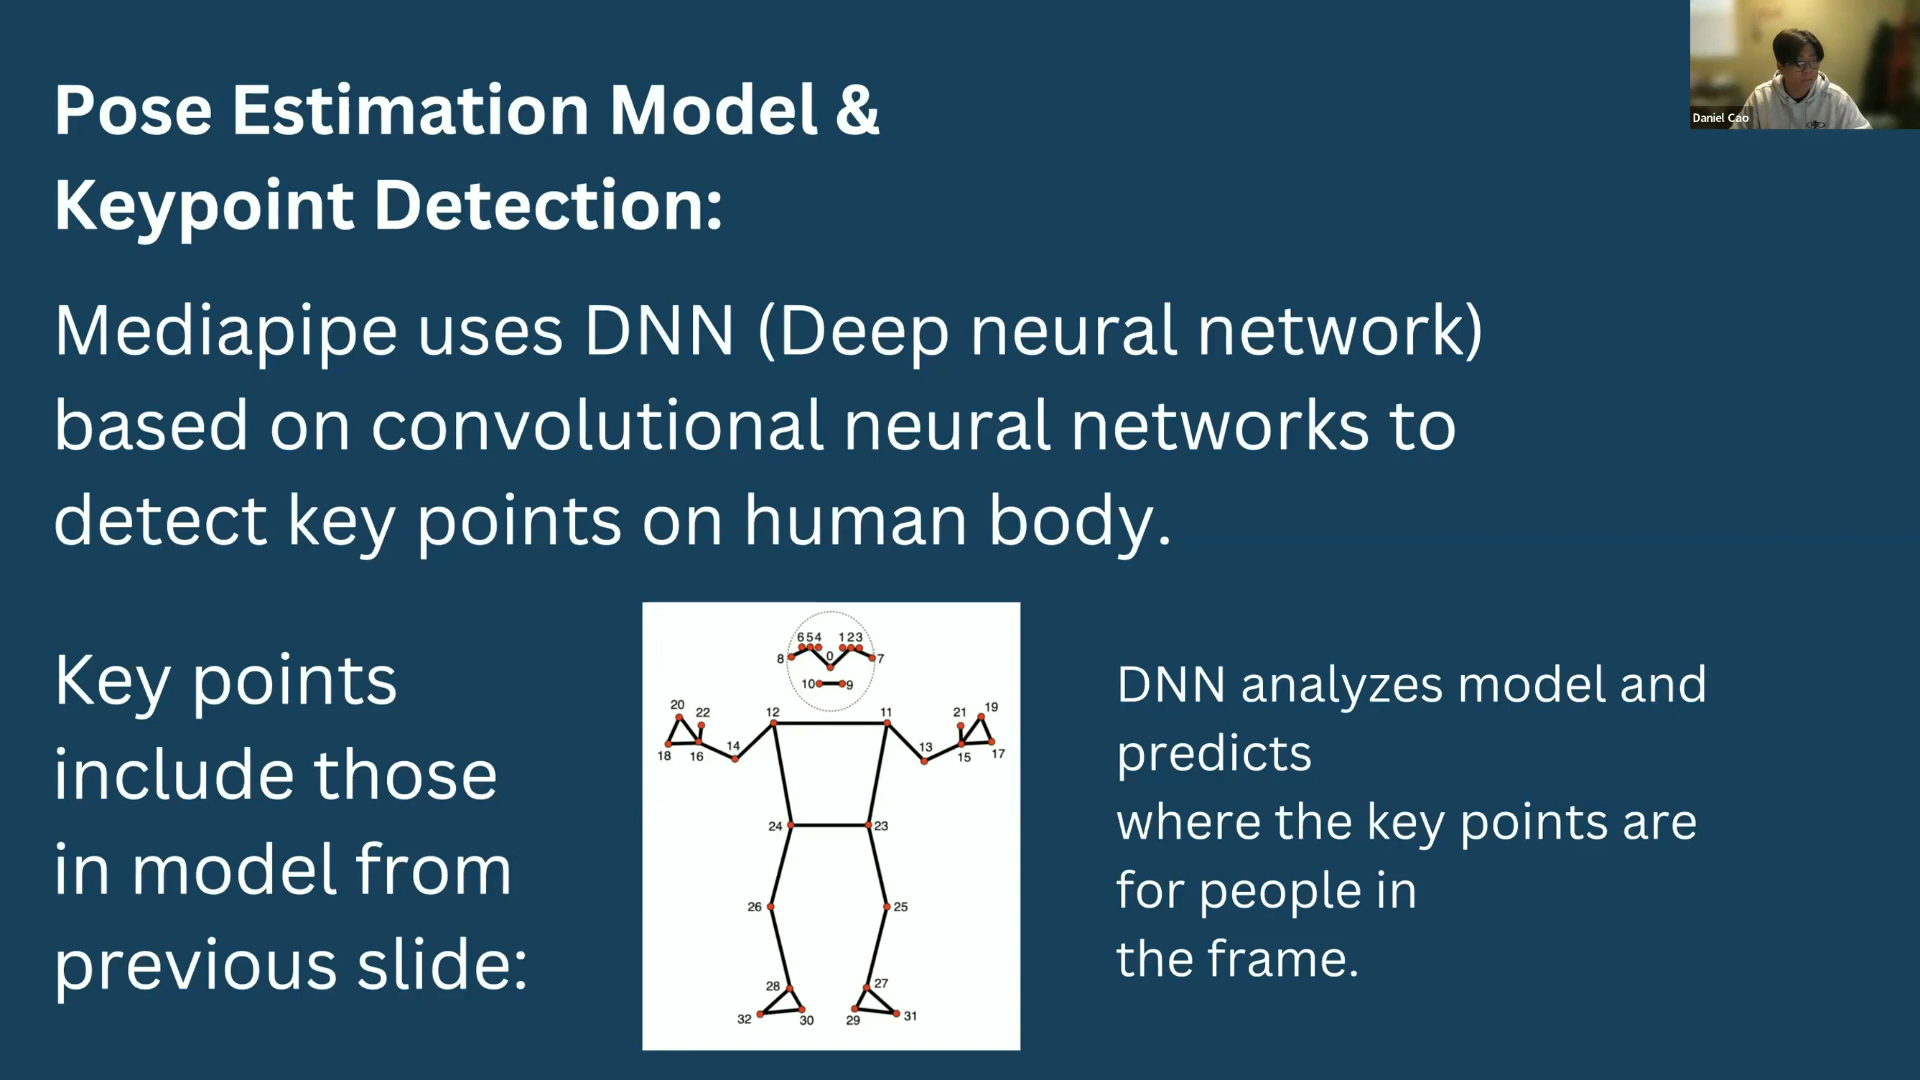 Pose Estimation Model &
Keypoint Detection:
Daniel Cao
Mediapipe uses DNN (Deep neural network)
based on convolutional neural networks to
detect key points on human body.
Key points
include those
in model from
previous slide:
6 5 4 1 2 3
8 0 7
10 9
20 22 12 11 21 19
18 16 14 13 15 17
24 23
26 25
28 27
32 30 29 31
DNN analyzes model and
predicts
where the key points are
for people in
the frame.